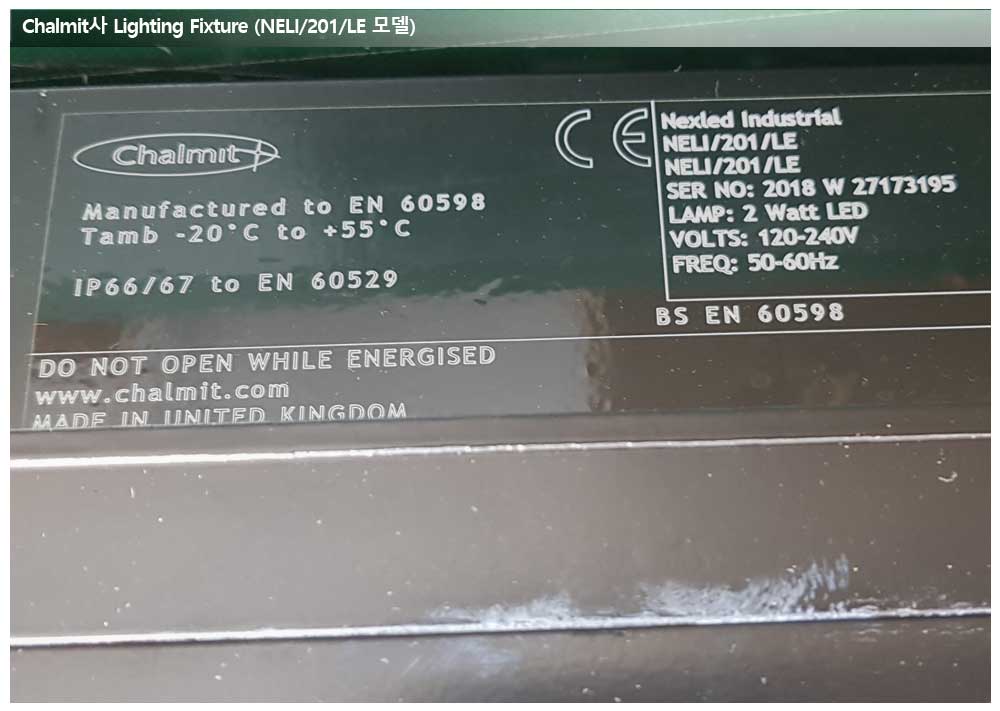 Chalmit사 Lighting Fixture (NELI/201/LE 모델)
Chalmit
Manufactured to EN 60598
Tamb -20°C to +55°C
IP66/67 to EN 60529
CE
Nexled Industrial
NELI/201/LE
NELI/201/LE
SER NO: 2018 W 27173195
LAMP: 2 Watt LED
VOLTS: 120-240V
FREQ: 50-60Hz
BS EN 60598
DO NOT OPEN WHILE ENERGISED
www.chalmit.com
MADE IN UNITED KINGDOM